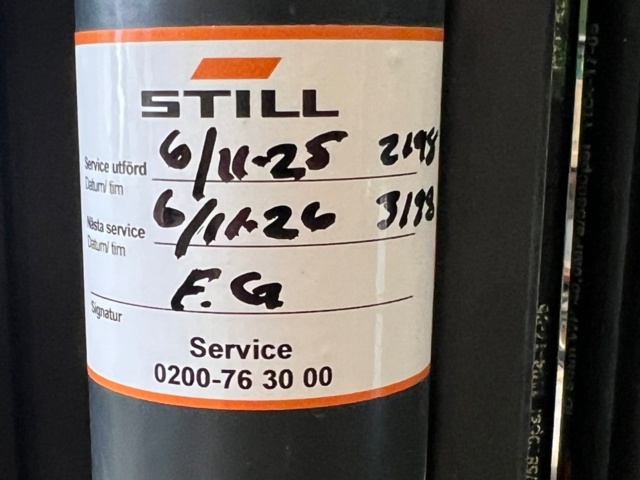 STILL
Service utförd 6/11-25 2198
Datum/ tim
Nästa service 6/11-26 3198
Datum/ tim
F.G
Signatur
Service
0200-76 30 00